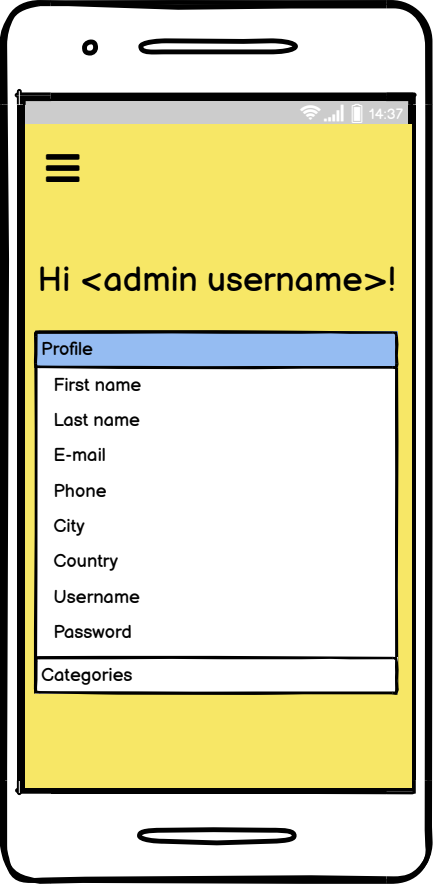 14:37
Hi <admin username>!
Profile
First name
Last name
E-mail
Phone
City
Country
Username
Password
Categories